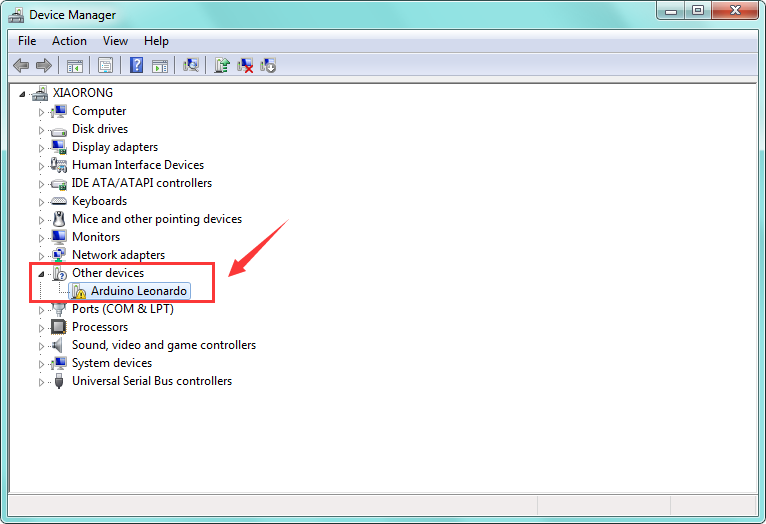 Device Manager
File Action View Help
XIAORONG
Computer
Disk drives
Display adapters
Human Interface Devices
IDE ATA/ATAPI controllers
Keyboards
Mice and other pointing devices
Monitors
Network adapters
Other devices
Arduino Leonardo
Ports (COM & LPT)
Processors
Sound, video and game controllers
System devices
Universal Serial Bus controllers